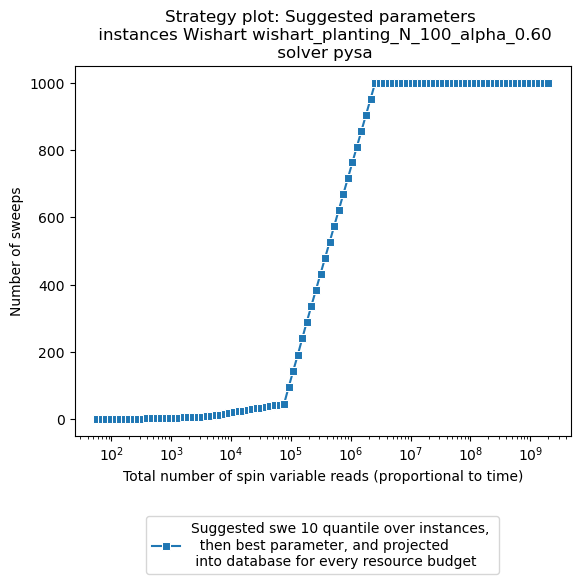 Strategy plot: Suggested parameters
instances Wishart wishart_planting_N_100_alpha_0.60
solver pysa
1000
800
600
400
200
0
Number of sweeps
10²
10³
10⁴
10⁵
10⁶
10⁷
10⁸
10⁹
Total number of spin variable reads (proportional to time)
Suggested swe 10 quantile over instances,
then best parameter, and projected
into database for every resource budget